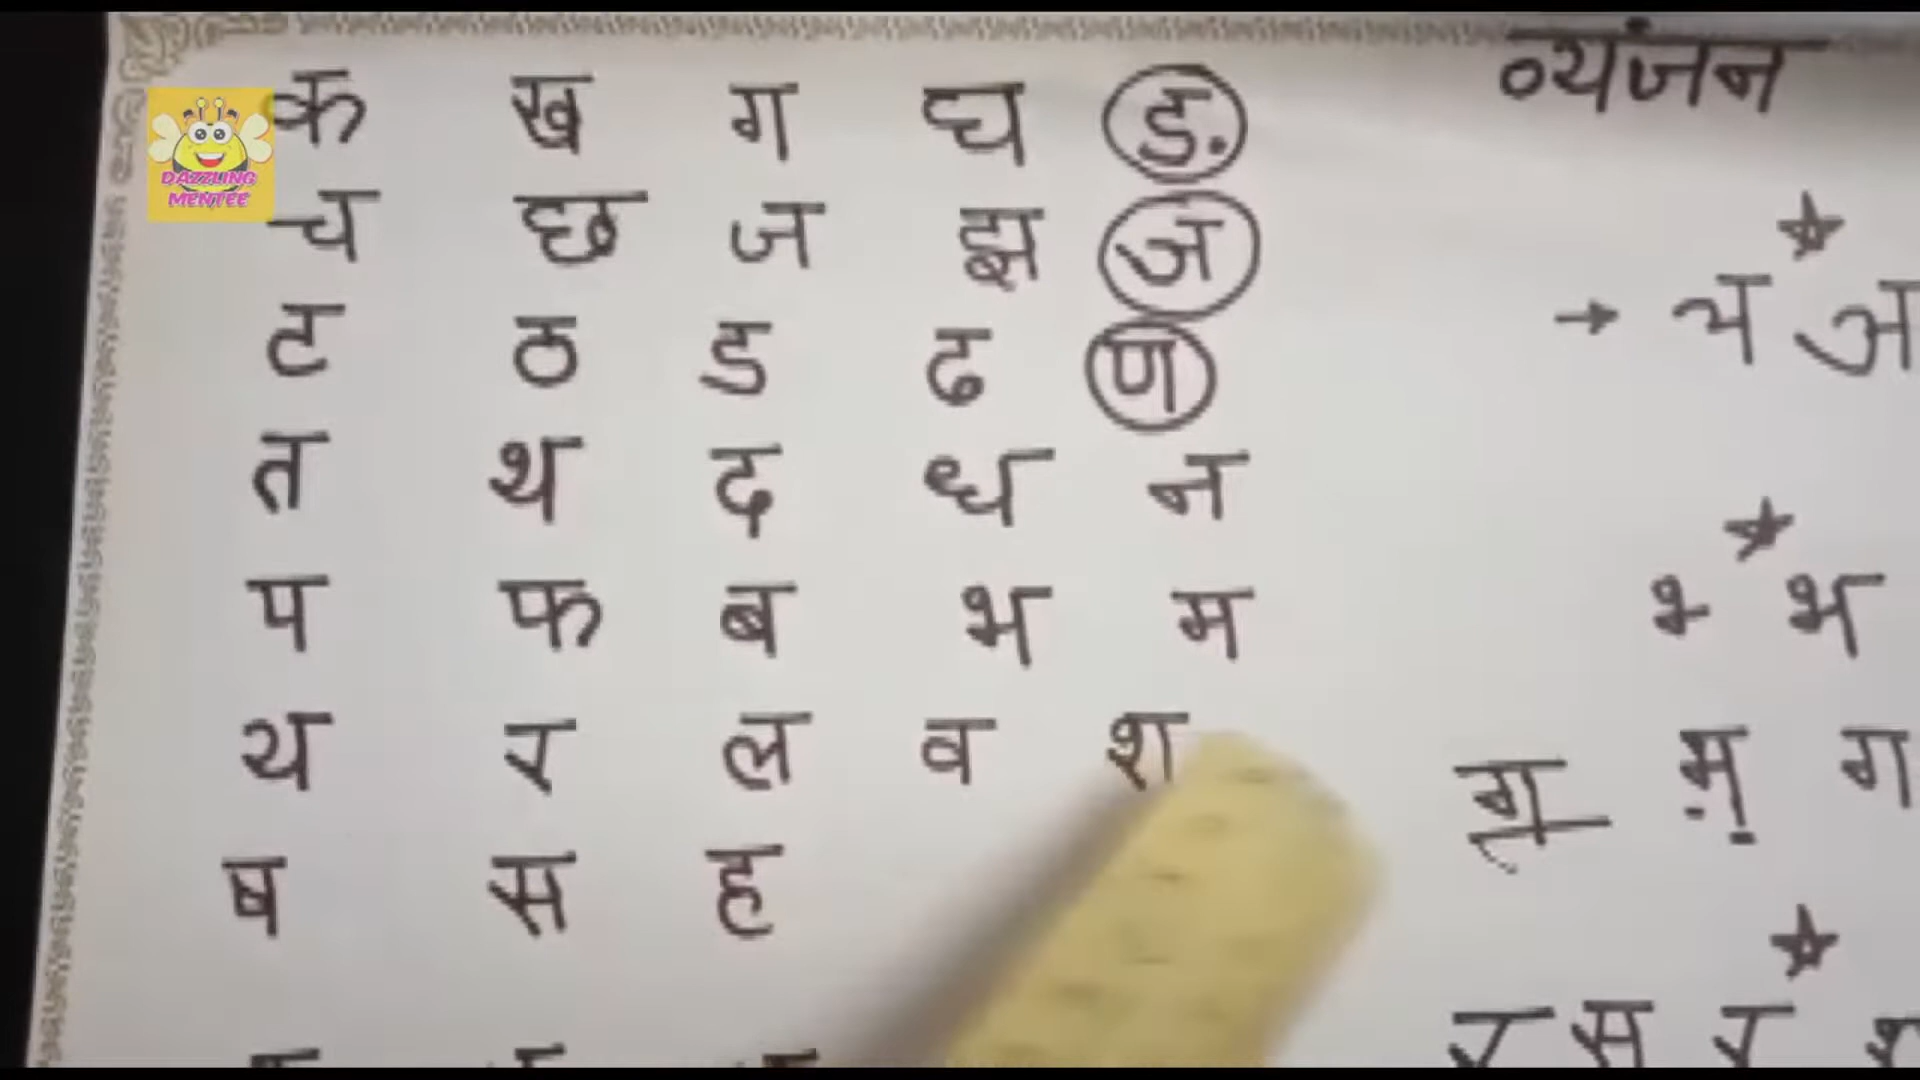 व्यंजन
क ख ग घ ङ
च छ ज झ ञ
ट ठ ड ढ ण
त थ द ध न
प फ ब भ म
य र ल व श
ष स ह
DAZZLING
MENTEE
भ
म ग
र स र